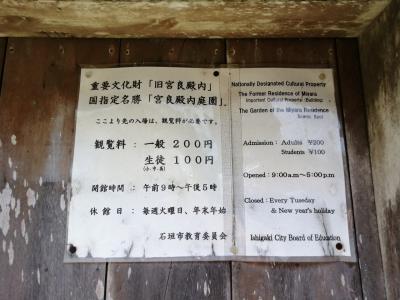 重要文化財「旧宮良殿内」
国指定名勝「宮良殿内庭園」
ここより先の入場は、観覧料が必要です。
観覧料 : 一般 200円
生徒 100円
(小・中・高)
開館時間 : 午前9時〜午後5時
休館日 : 毎週火曜日、年末年始
石垣市教育委員会
Nationally Designated Cultural Property
The Former Residence of Miyara
Important Cultural Property (Building)
The Garden of the Miyara Residence
Scenic Spot
Admission : Adults ¥200
Students ¥100
Opened : 9:00a.m~5:00p.m
Closed : Every Tuseday
& New year's holiday
Ishigaki City Board of Education